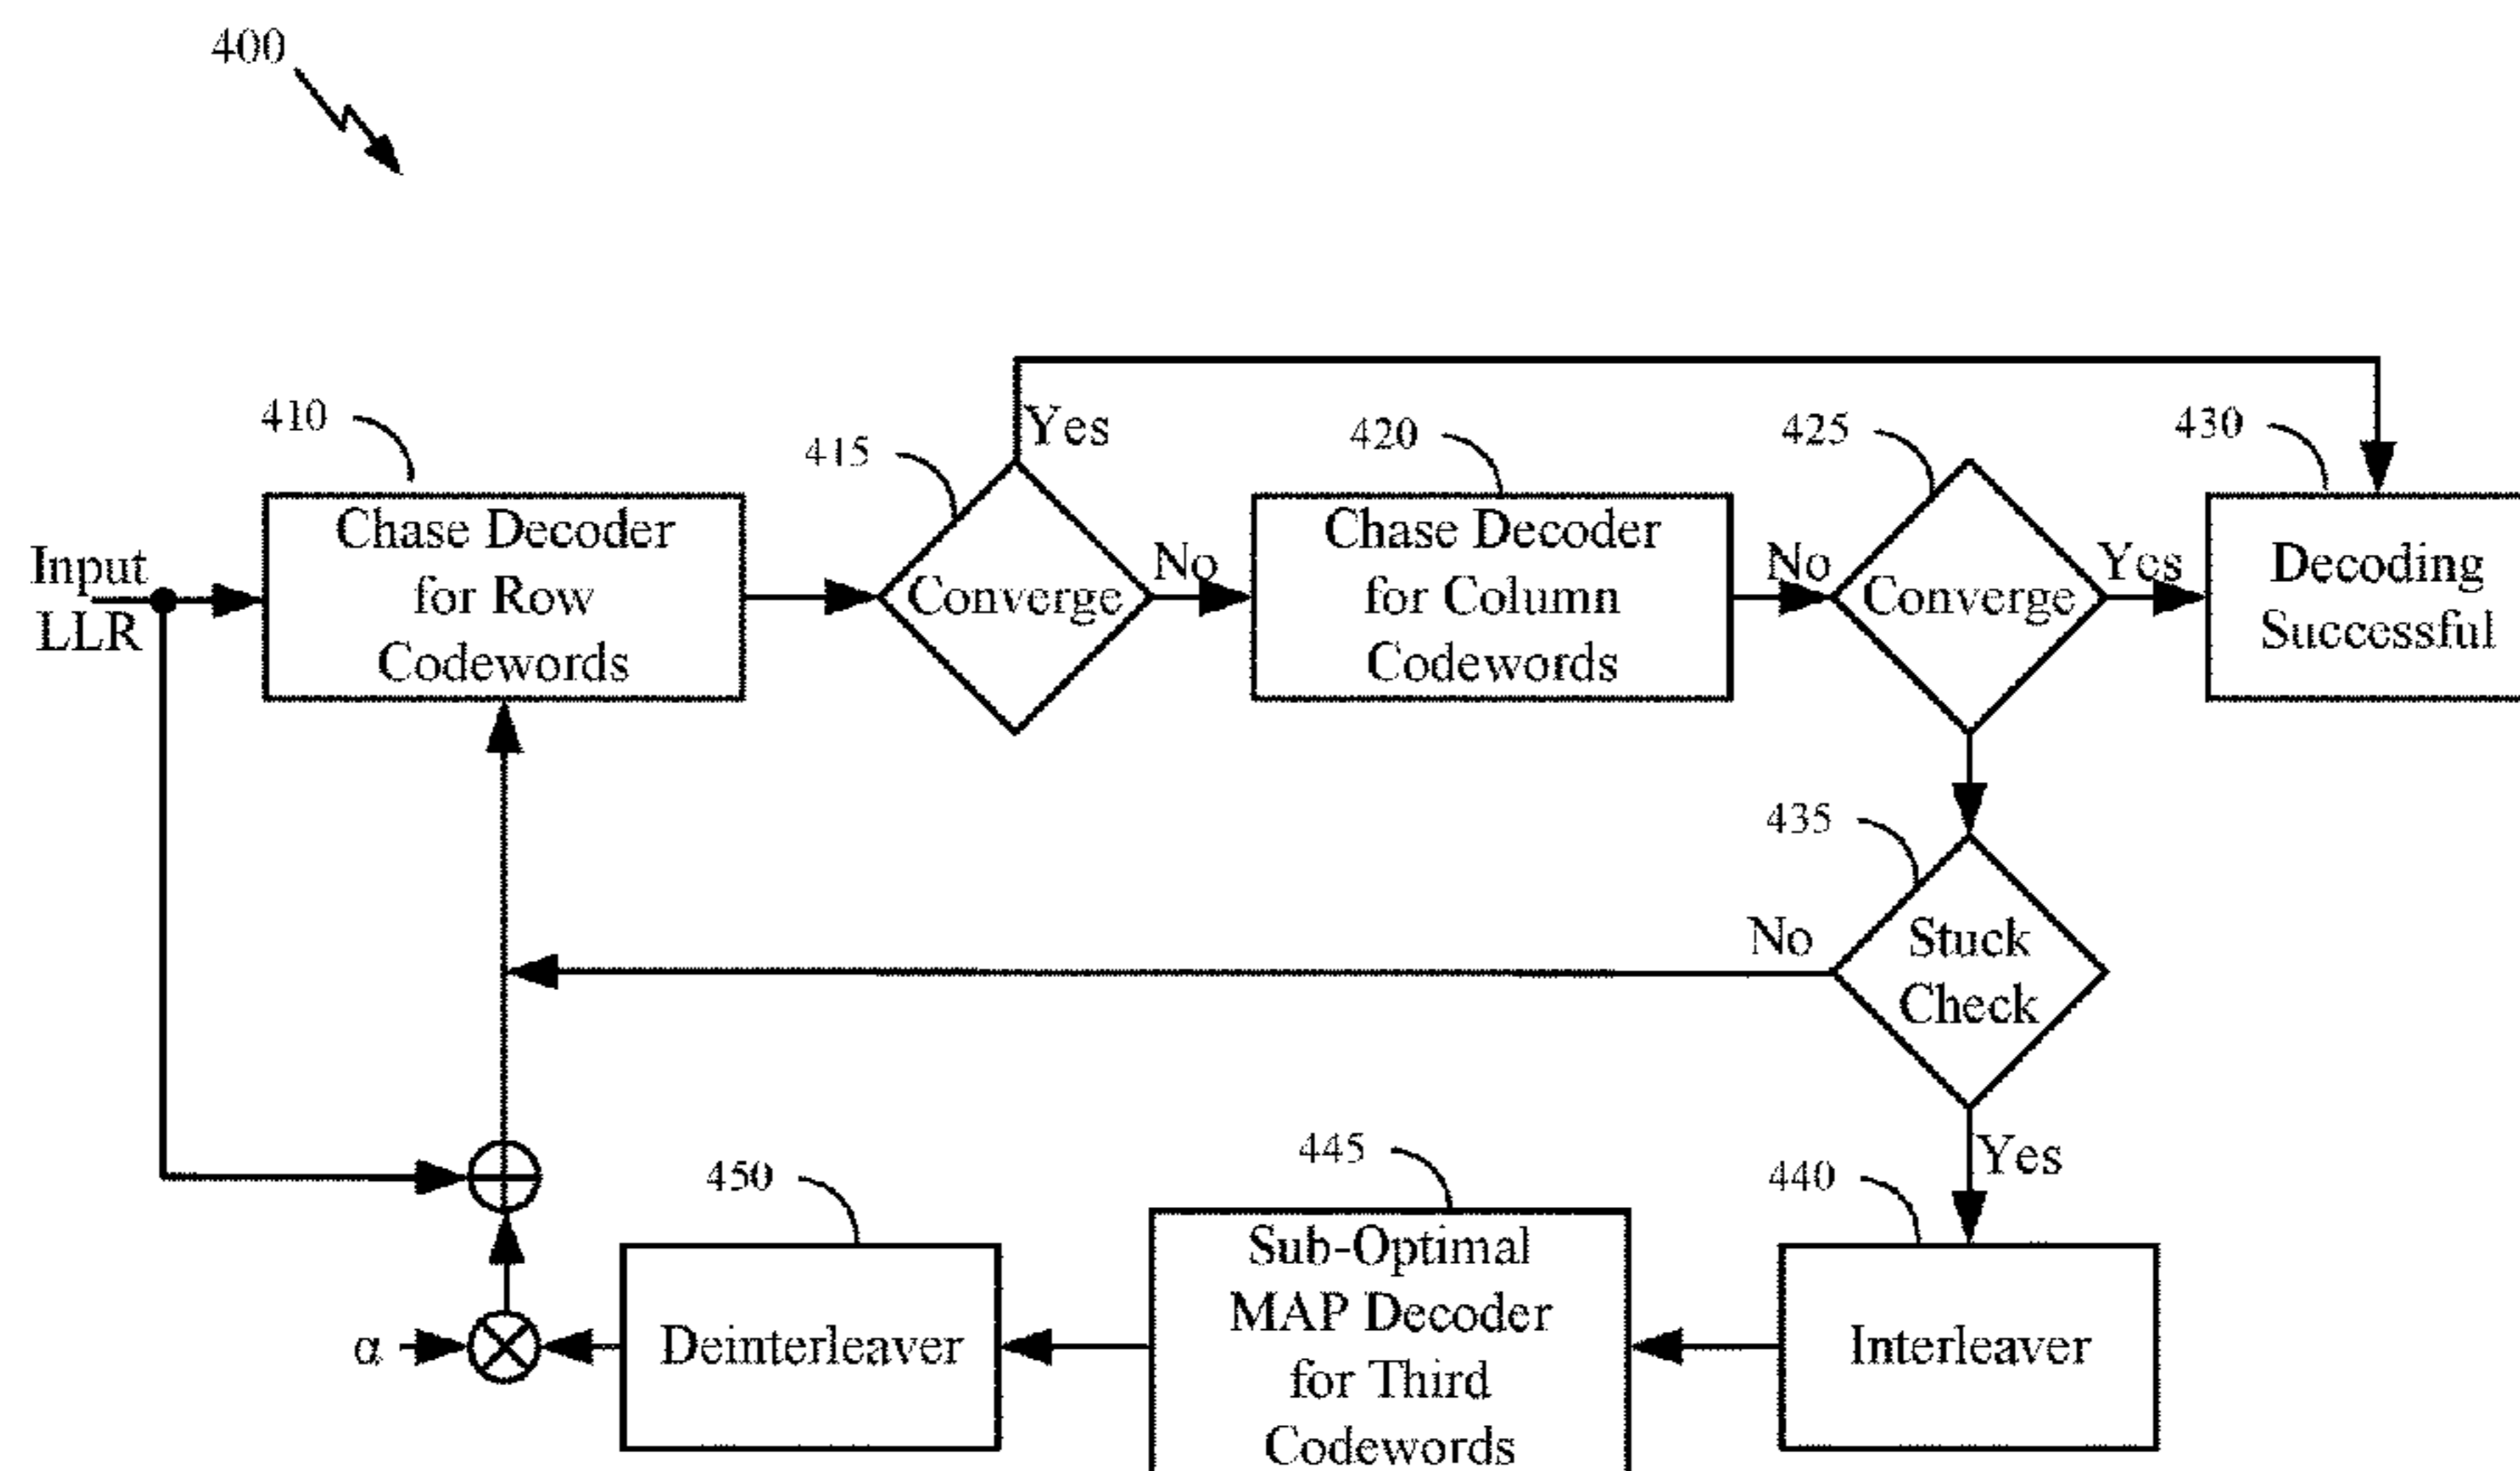 400
410
415
Yes
420
425
430
Input
LLR
Chase Decoder
for Row
Codewords
Converge
No
Chase Decoder
for Column
Codewords
No
Converge
Yes
Decoding
Successful
435
No
Stuck
Check
Yes
450
445
440
α
Deinterleaver
Sub-Optimal
MAP Decoder
for Third
Codewords
Interleaver